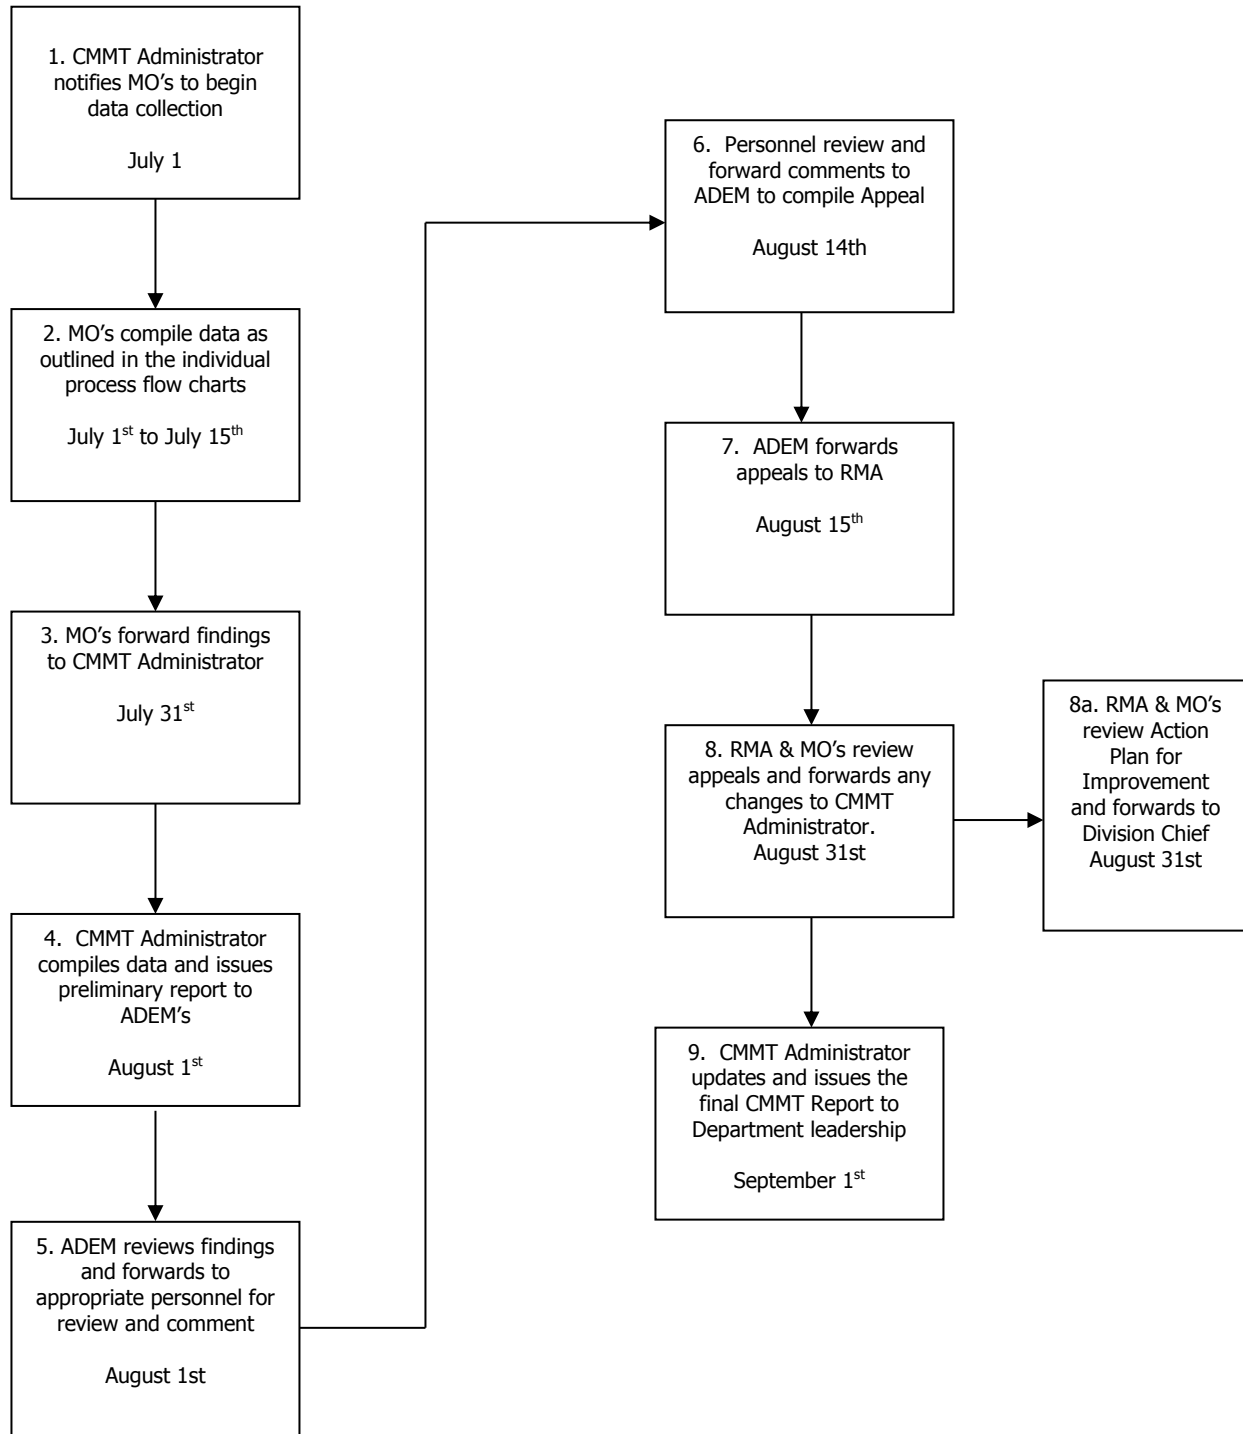 1. CMMT Administrator
notifies MO's to begin
data collection
July 1
2. MO's compile data as
outlined in the individual
process flow charts
July 1st to July 15th
3. MO's forward findings
to CMMT Administrator
July 31st
4. CMMT Administrator
compiles data and issues
preliminary report to
ADEM's
August 1st
5. ADEM reviews findings
and forwards to
appropriate personnel for
review and comment
August 1st
6. Personnel review and
forward comments to
ADEM to compile Appeal
August 14th
7. ADEM forwards
appeals to RMA
August 15th
8. RMA & MO's review
appeals and forwards any
changes to CMMT
Administrator.
August 31st
8a. RMA & MO's
review Action
Plan for
Improvement
and forwards to
Division Chief
August 31st
9. CMMT Administrator
updates and issues the
final CMMT Report to
Department leadership
September 1st